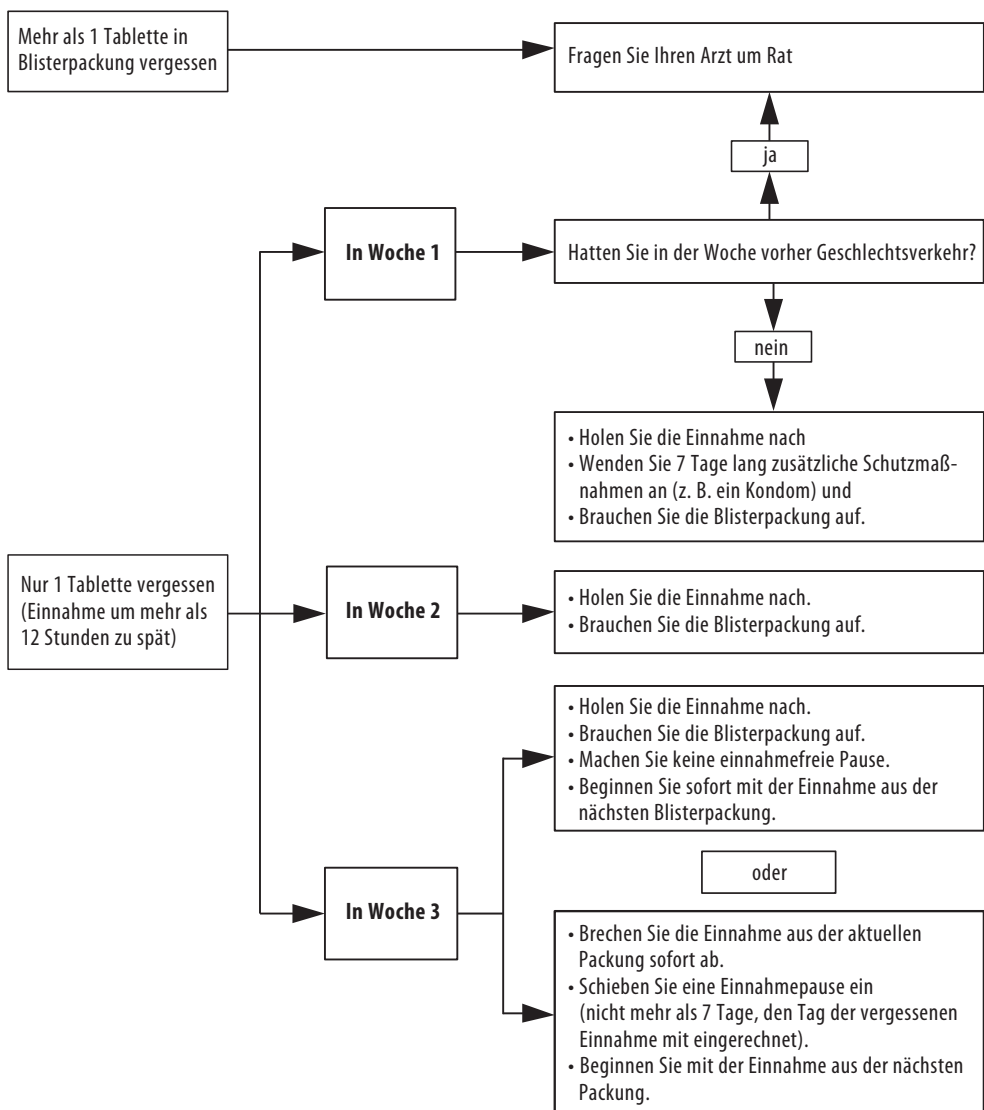 Mehr als 1 Tablette in
Blisterpackung vergessen
Fragen Sie Ihren Arzt um Rat
ja
In Woche 1
Hatten Sie in der Woche vorher Geschlechtsverkehr?
nein
• Holen Sie die Einnahme nach
• Wenden Sie 7 Tage lang zusätzliche Schutzmaß-
nahmen an (z. B. ein Kondom) und
• Brauchen Sie die Blisterpackung auf.
Nur 1 Tablette vergessen
(Einnahme um mehr als
12 Stunden zu spät)
In Woche 2
• Holen Sie die Einnahme nach.
• Brauchen Sie die Blisterpackung auf.
• Holen Sie die Einnahme nach.
• Brauchen Sie die Blisterpackung auf.
• Machen Sie keine einnahmefreie Pause.
• Beginnen Sie sofort mit der Einnahme aus der
nächsten Blisterpackung.
oder
In Woche 3
• Brechen Sie die Einnahme aus der aktuellen
Packung sofort ab.
• Schieben Sie eine Einnahmepause ein
(nicht mehr als 7 Tage, den Tag der vergessenen
Einnahme mit eingerechnet).
• Beginnen Sie mit der Einnahme aus der nächsten
Packung.